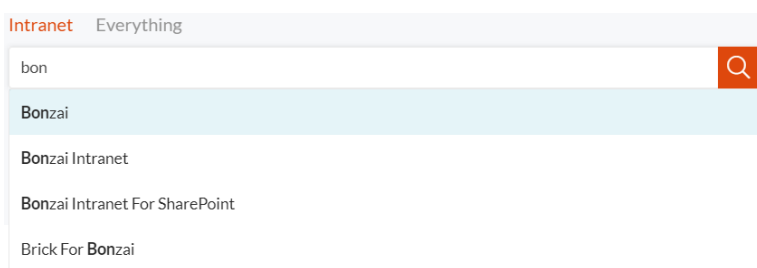 Intranet Everything
bon
Bonzai
Bonzai Intranet
Bonzai Intranet For SharePoint
Brick For Bonzai